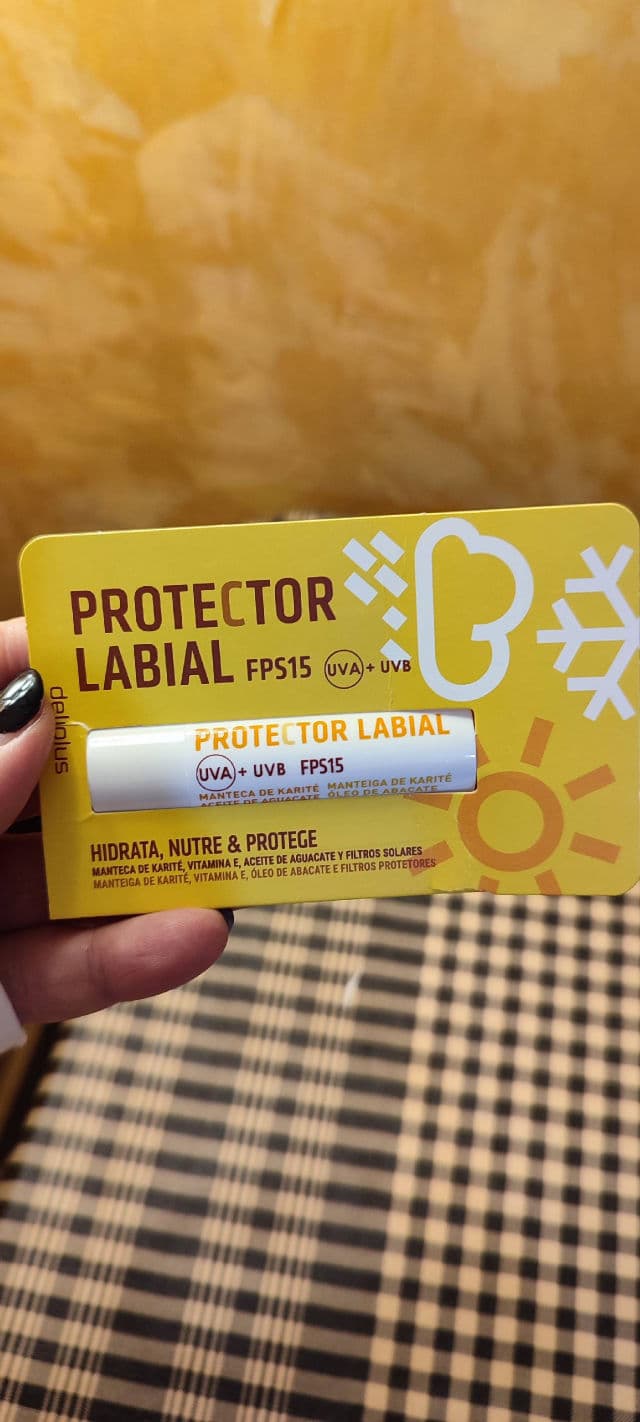 PROTECTOR
LABIAL FPS15 UVA + UVB
deliplus
PROTECTOR LABIAL
UVA + UVB FPS15
MANTECA DE KARITÉ MANTEIGA DE KARITÉ
ACEITE DE AGUACATE ÓLEO DE ABACATE
HIDRATA, NUTRE & PROTEGE
MANTECA DE KARITÉ, VITAMINA E, ACEITE DE AGUACATE Y FILTROS SOLARES
MANTEIGA DE KARITÉ, VITAMINA E, ÓLEO DE ABACATE E FILTROS PROTETORES